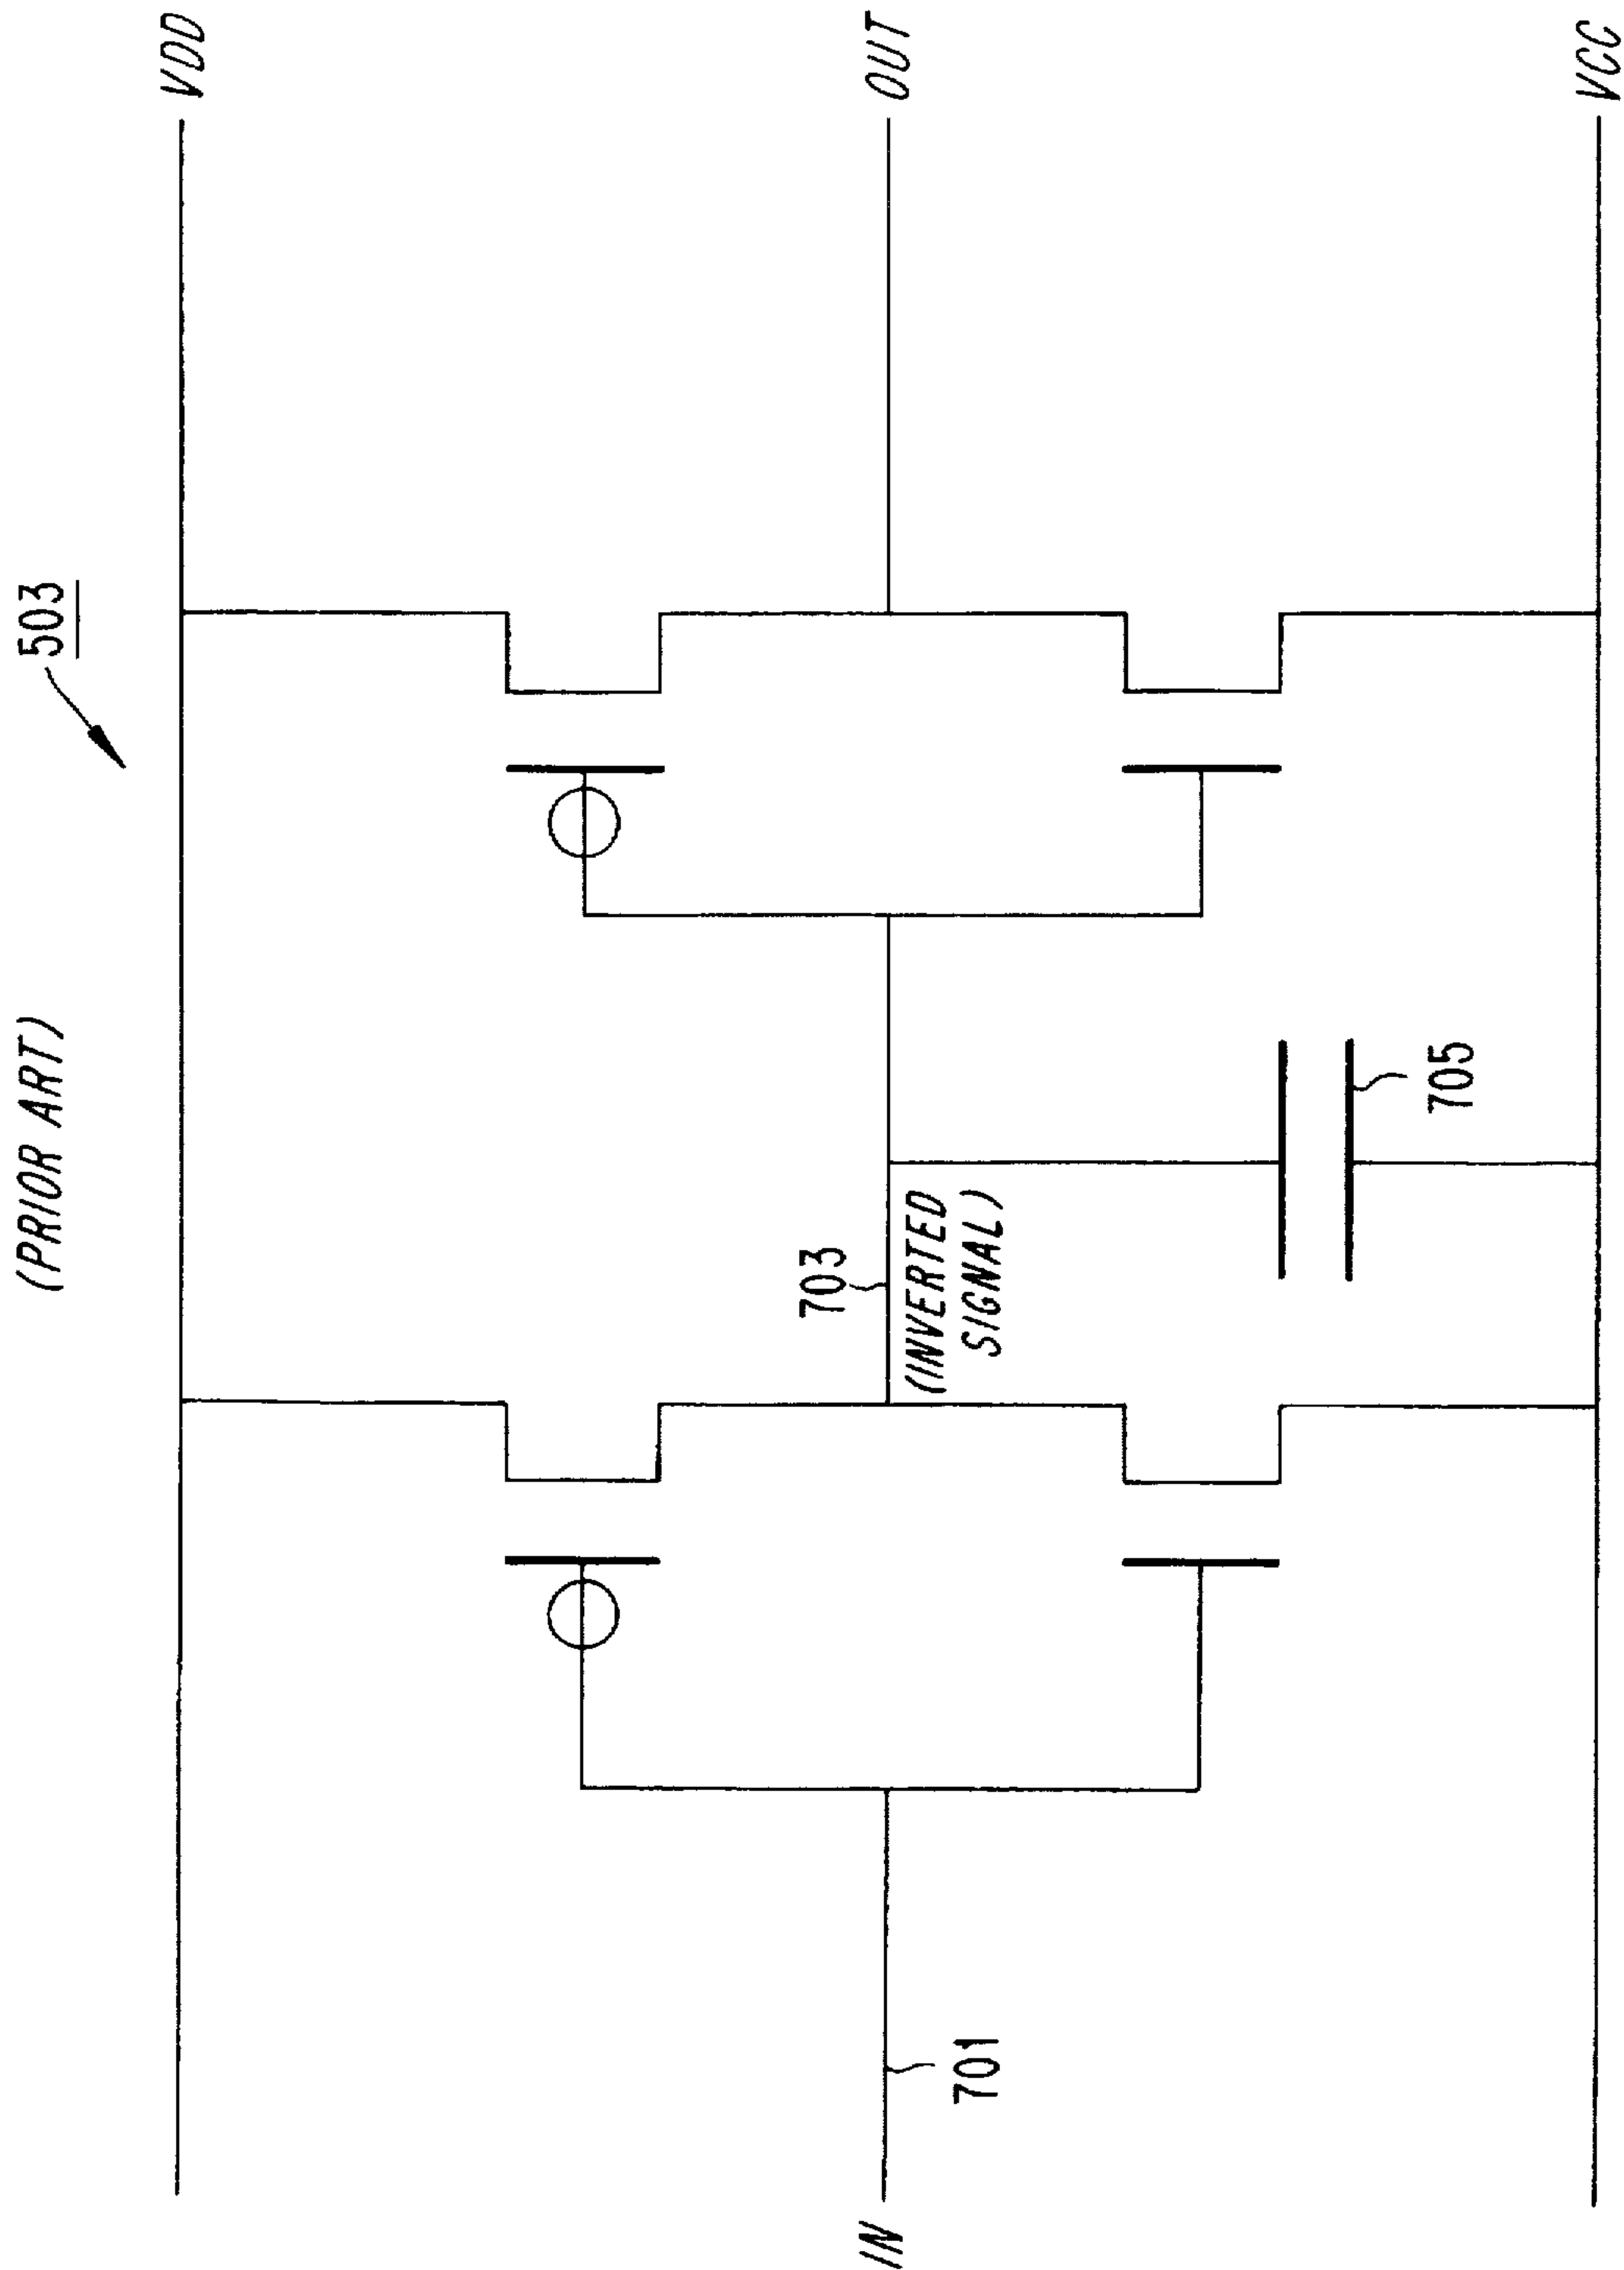 (PRIOR ART)
503
VDD
703
(INVERTED
SIGNAL)
IN
701
OUT
705
VCC